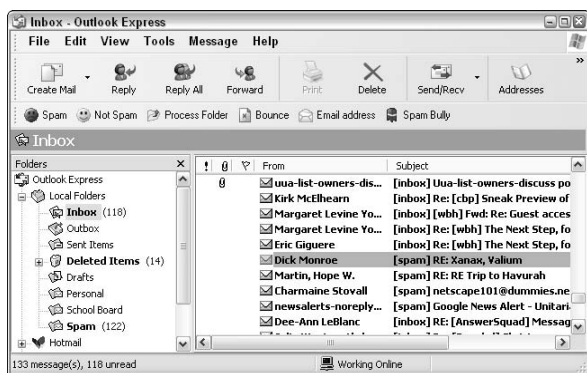 Inbox - Outlook Express
File Edit View Tools Message Help
Create Mail Reply Reply All Forward Print Delete Send/Recv Addresses
Spam Not Spam Process Folder Bounce Email address Spam Bully
Inbox
Folders X ! From Subject
Outlook Express uua-list-owners-dis... [inbox] Uua-list-owners-discuss po
Local Folders Kirk McElhearn [inbox] Re: [cbp] Sneak Preview of
Inbox (118) Margaret Levine Yo... [inbox] [wbh] Fwd: Re: Guest acces
Outbox Margaret Levine Yo... [inbox] Re: [wbh] The Next Step, fo
Sent Items Eric Giguere [inbox] Re: [wbh] The Next Step, fo
Deleted Items (14) Dick Monroe [spam] RE: Xanax, Valium
Drafts Martin, Hope W. [spam] RE: RE Trip to Havurah
Personal Charmaine Stovall [spam] netscape101@dummies.ne
School Board newsalerts-noreply... [spam] Google News Alert - Unitari
Spam (122) Dee-Ann LeBlanc [inbox] RE: [AnswerSquad] Messag
Hotmail
133 message(s), 118 unread Working Online